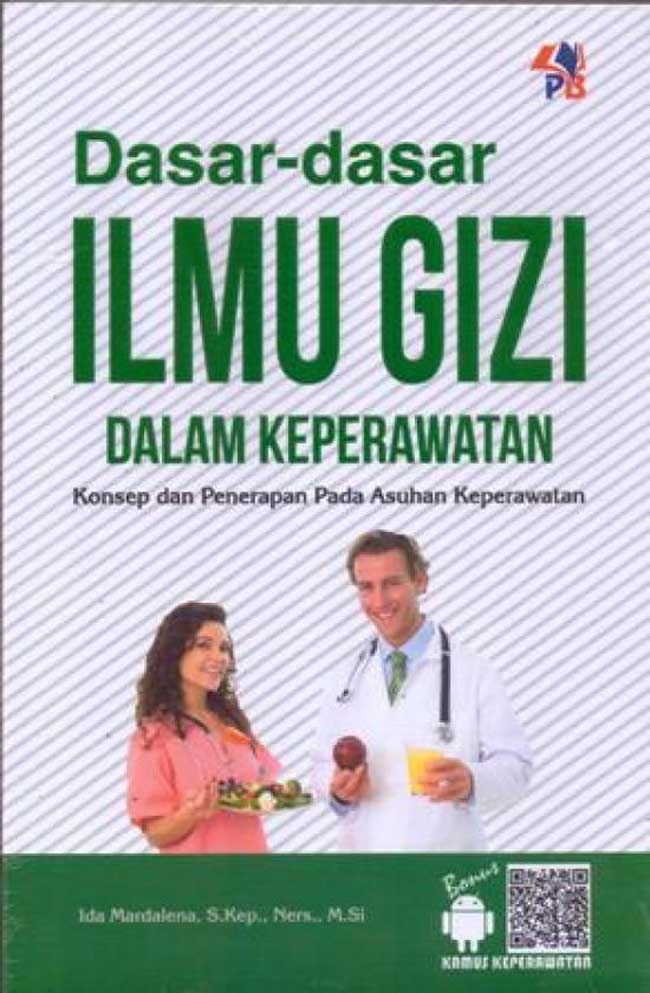 PB
Dasar-dasar
ILMU GIZI
DALAM KEPERAWATAN
Konsep dan Penerapan Pada Asuhan Keperawatan
Ida Mardalena, S.Kep., Ners., M.Si
Bonus
KAMUS KEPERAWATAN